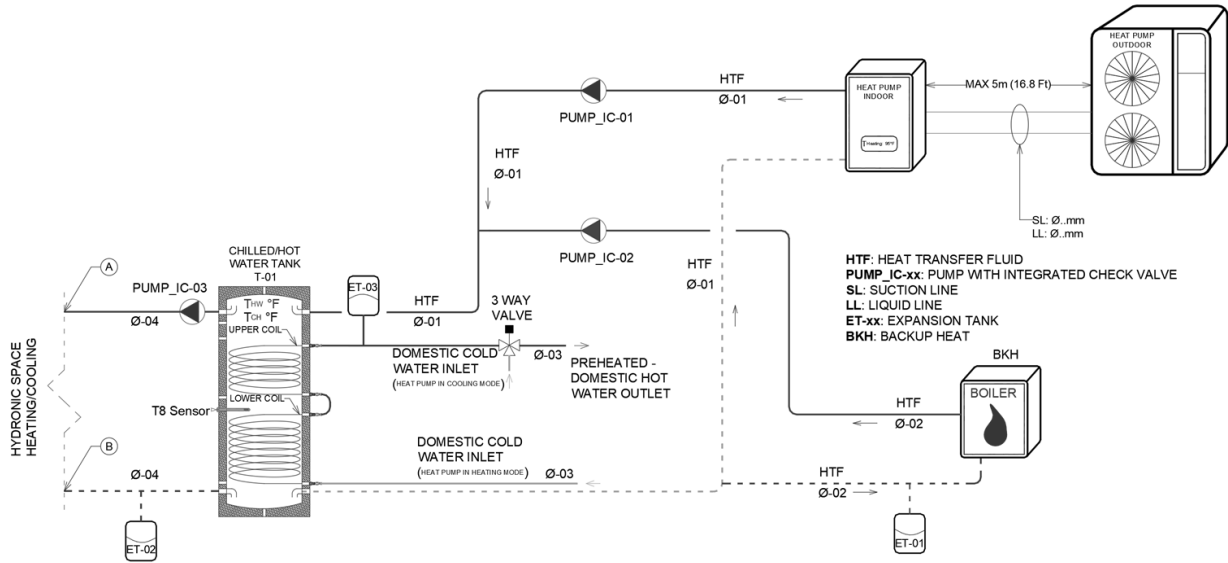 HEAT PUMP
OUTDOOR
HEAT PUMP
INDOOR
MAX 5m (16.8 Ft)
HTF
Ø-01
PUMP_IC-01
THeating 95°F
HTF
Ø-01
SL: Ø..mm
LL: Ø..mm
PUMP_IC-02
HTF
Ø-01
HTF: HEAT TRANSFER FLUID
PUMP_IC-xx: PUMP WITH INTEGRATED CHECK VALVE
SL: SUCTION LINE
LL: LIQUID LINE
ET-xx: EXPANSION TANK
BKH: BACKUP HEAT
CHILLED/HOT
WATER TANK
T-01
A
PUMP_IC-03
Ø-04
THW °F
TCH °F
ET-03
HTF
Ø-01
3 WAY
VALVE
UPPER COIL
DOMESTIC COLD
WATER INLET
(HEAT PUMP IN COOLING MODE)
Ø-03
PREHEATED -
DOMESTIC HOT
WATER OUTLET
BKH
BOILER
HTF
Ø-02
LOWER COIL
T8 Sensor
HYDRONIC SPACE
HEATING/COOLING
B
DOMESTIC COLD
WATER INLET
(HEAT PUMP IN HEATING MODE)
Ø-03
Ø-04
HTF
Ø-02
ET-02
ET-01